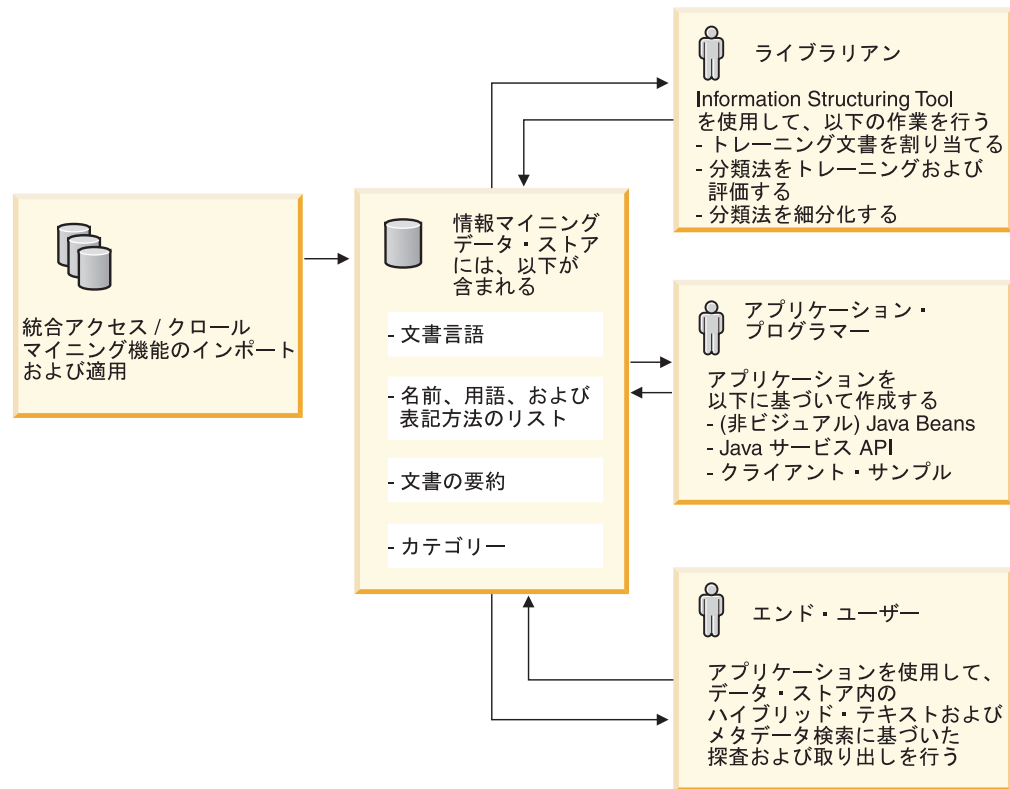 統合アクセス / クロール
マイニング機能のインポート
および適用
情報マイニング
データ・ストア
には、以下が
含まれる
- 文書言語
- 名前、用語、および
表記方法のリスト
- 文書の要約
- カテゴリー
ライブラリアン
Information Structuring Tool
を使用して、以下の作業を行う
- トレーニング文書を割り当てる
- 分類法をトレーニングおよび
評価する
- 分類法を細分化する
アプリケーション・
プログラマー
アプリケーションを
以下に基づいて作成する
- (非ビジュアル) Java Beans
- Java サービス API
- クライアント・サンプル
エンド・ユーザー
アプリケーションを使用して、
データ・ストア内の
ハイブリッド・テキストおよび
メタデータ検索に基づいた
探査および取り出しを行う